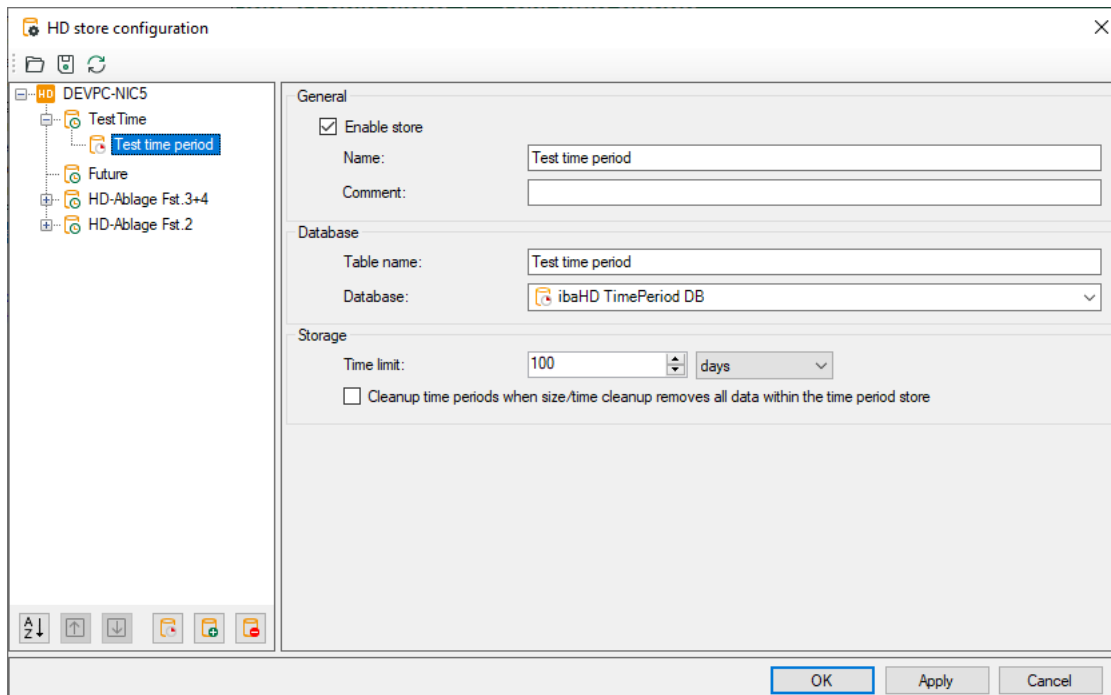 HD store configuration
HD DEVPC-NIC5
TestTime
Test time period
Future
HD-Ablage Fst.3+4
HD-Ablage Fst.2
General
Enable store
Name: Test time period
Comment:
Database
Table name: Test time period
Database: ibaHD TimePeriod DB
Storage
Time limit: 100 days
Cleanup time periods when size/time cleanup removes all data within the time period store
A
Z
OK Apply Cancel